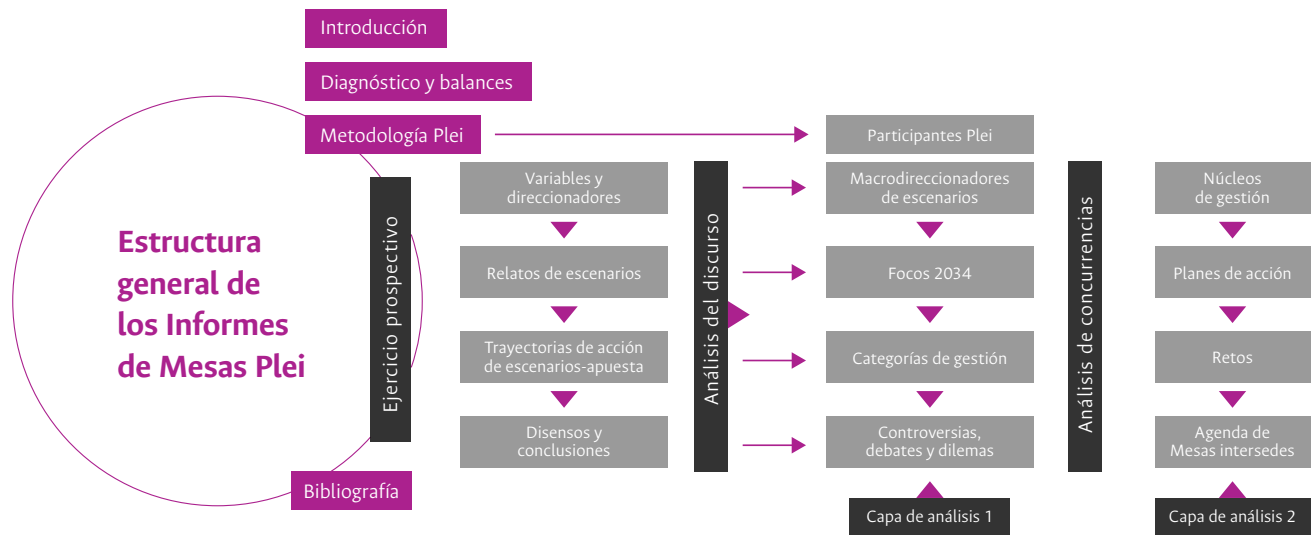 Introducción
Diagnóstico y balances
Metodología Plei
Participantes Plei
Estructura
general de
los Informes
de Mesas Plei
Ejercicio prospectivo
Variables y
direccionadores
Relatos de escenarios
Trayectorias de acción
de escenarios-apuesta
Disensos y
conclusiones
Análisis del discurso
Macrodireccionadores
de escenarios
Focos 2034
Categorías de gestión
Controversias,
debates y dilemas
Capa de análisis 1
Análisis de concurrencias
Núcleos
de gestión
Planes de acción
Retos
Agenda de
Mesas intersedes
Capa de análisis 2
Bibliografía